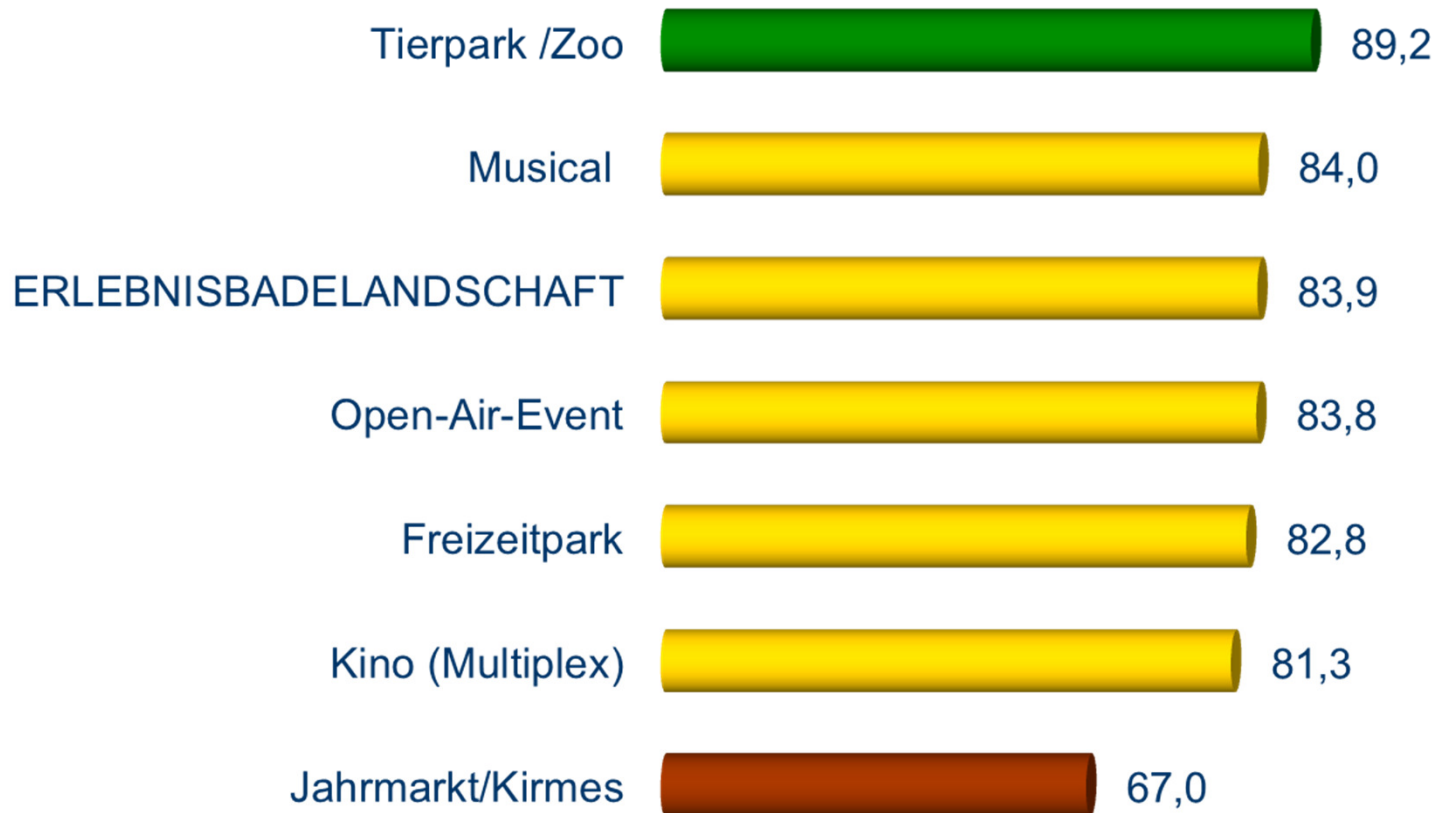 Tierpark /Zoo 89,2
Musical 84,0
ERLEBNISBADELANDSCHAFT 83,9
Open-Air-Event 83,8
Freizeitpark 82,8
Kino (Multiplex) 81,3
Jahrmarkt/Kirmes 67,0